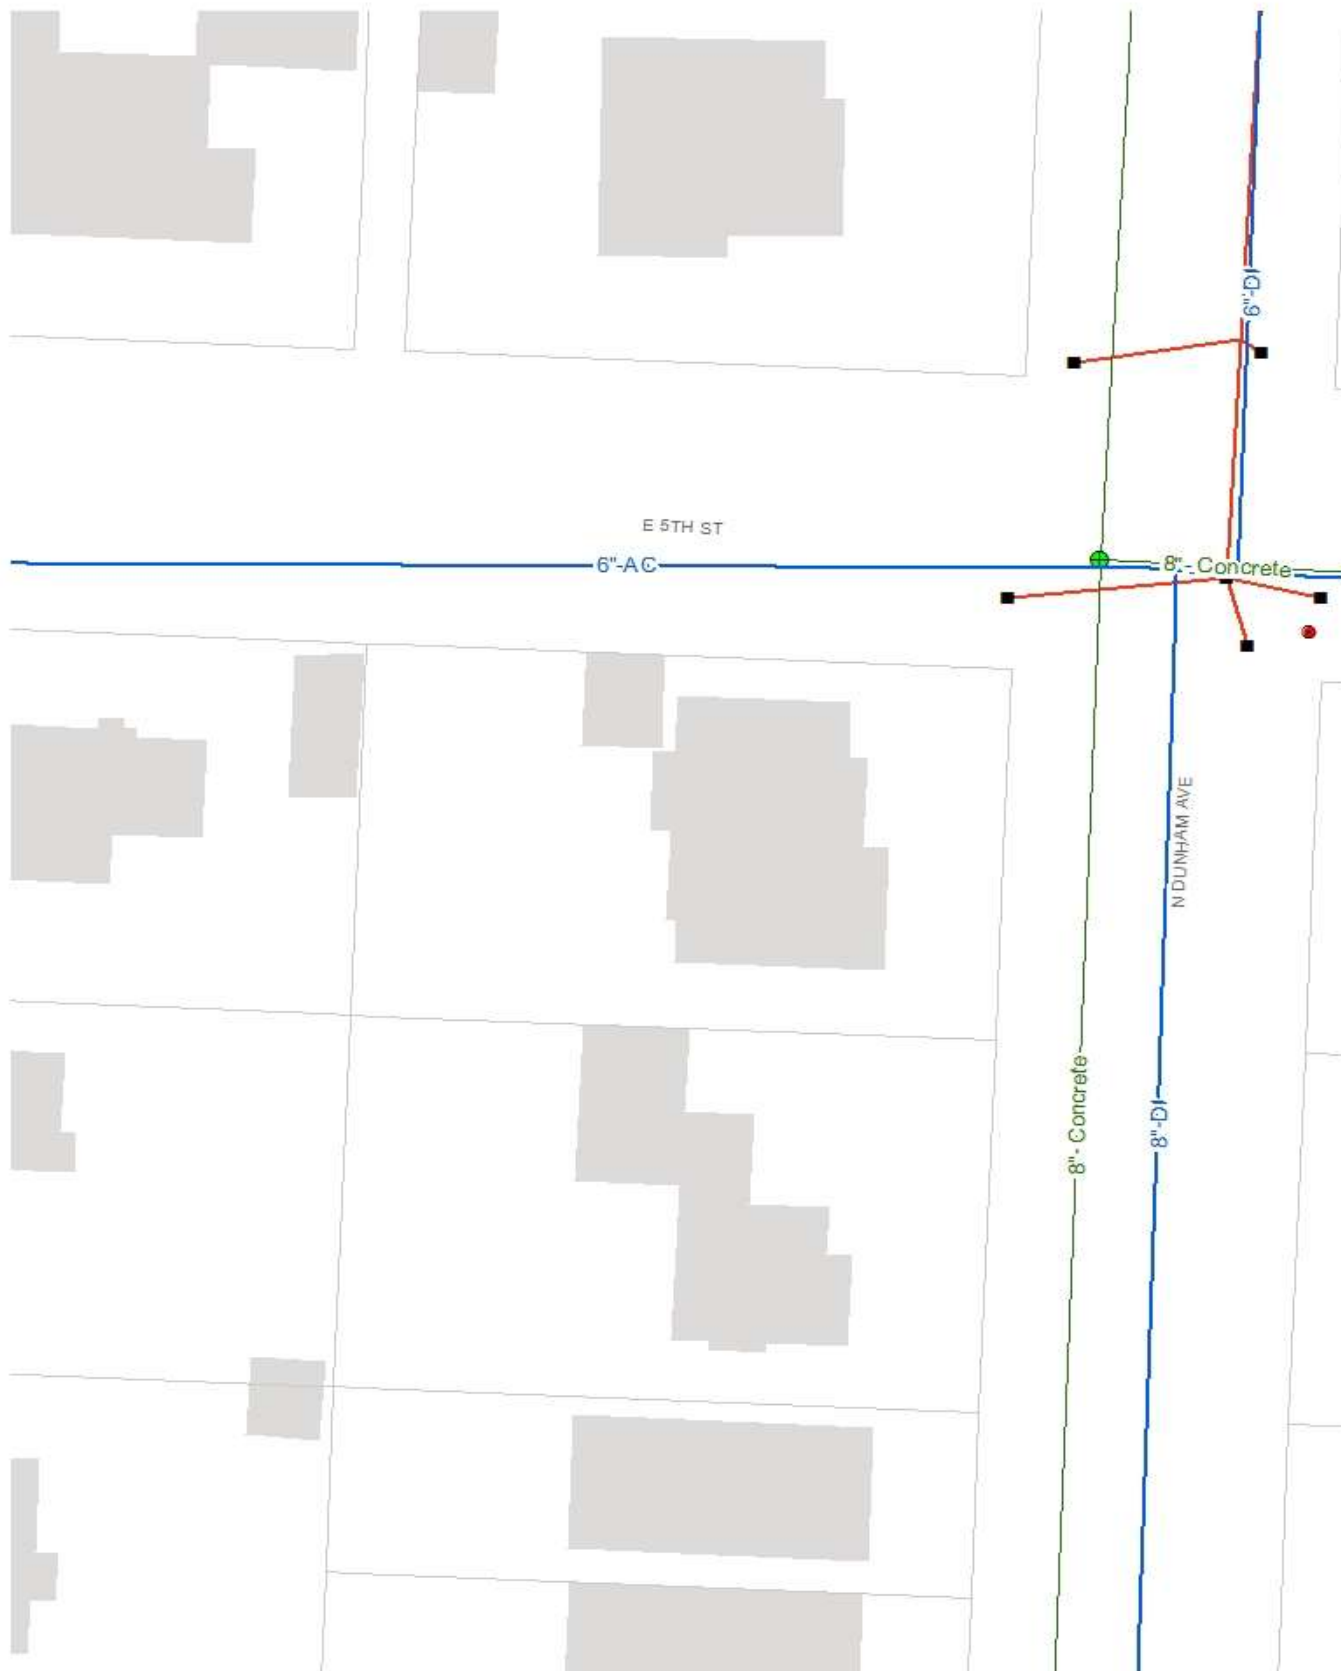 6"-DI
E 5TH ST
6"-AC
8"- Concrete
N DUNHAM AVE
8"- Concrete
8"-DI